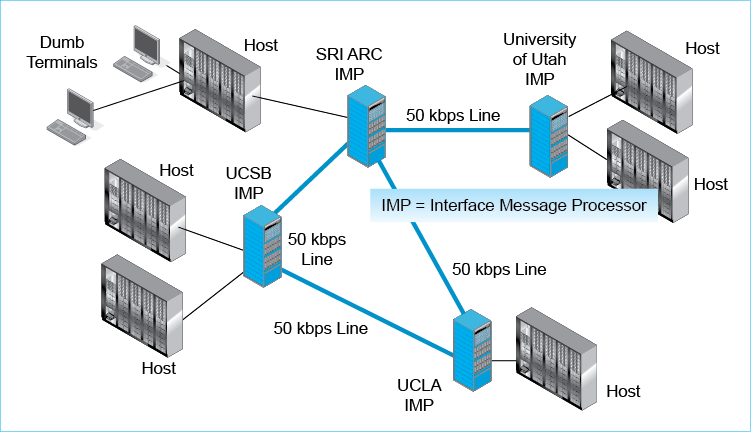 Dumb
Terminals
Host
SRI ARC
IMP
University
of Utah
IMP
Host
50 kbps Line
Host
UCSB
IMP
Host
IMP = Interface Message Processor
50 kbps
Line
50 kbps Line
50 kbps Line
Host
UCLA
IMP
Host